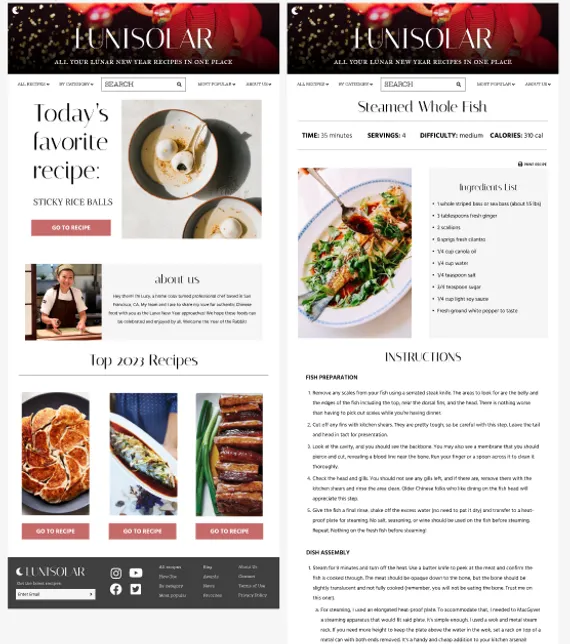 LUNISOLAR
ALL YOUR LUNAR NEW YEAR RECIPES IN ONE PLACE
ALL RECIPES BY CATEGORY SEARCH MOST POPULAR ABOUT US
Today's
favorite
recipe:
STICKY RICE BALLS
GO TO RECIPE
about us
Hey there! I'm Lucy, a home cook turned professional chef based in San
Francisco, CA. My team and I love to share my love for authentic Chinese
food with you as the Lunar New Year approaches! We hope these foods can
be celebrated and enjoyed by all. Welcome the Year of the Rabbit!
Top 2023 Recipes
GO TO RECIPE
GO TO RECIPE
GO TO RECIPE
LUNISOLAR
Get the latest recipes
Enter Email
All recipes
New Day
By category
Most popular
Blog
Awards
News
About Us
Contact
Terms of Use
Privacy Policy
LUNISOLAR
ALL YOUR LUNAR NEW YEAR RECIPES IN ONE PLACE
ALL RECIPES BY CATEGORY SEARCH MOST POPULAR ABOUT US
Steamed Whole Fish
TIME: 35 minutes SERVINGS: 4 DIFFICULTY: medium CALORIES: 310 cal
PRINT RECIPE
Ingredients List
1 whole striped bass or sea bass (about 1.5 lbs)
3 tablespoons fresh ginger
2 scallions
6 sprigs fresh cilantro
1/4 cup canola oil
1/4 cup water
1/4 teaspoon salt
1/4 teaspoon sugar
1/4 cup light soy sauce
Fresh-ground white pepper to taste
INSTRUCTIONS
FISH PREPARATION
1. Remove any scales from your fish using a serrated steak knife. The areas to look for are the belly and
the edges of the fish including the top, near the dorsal fins, and the head. There is nothing worse
than having to pick out scales while you're having dinner.
2. Cut off any fins with kitchen shears. They are pretty tough, so be careful with this step. Leave the tail
and head in tact for presentation.
3. Look at the cavity, and you should see the backbone. You may also see a membrane that you should
pierce and cut, revealing a blood line near the bone. Run your finger or spoon across it to clean it
thoroughly.
4. Check the head and gills. You should not see any gills left, and if there are, remove them with the
kitchen shears and rinse the area clean. Older Chinese folks who like dining on the fish head will
appreciate this step.
5. Give the fish a final rinse, shake off the excess water (no need to pat it dry) and transfer to a heat-
proof plate for steaming. No salt, seasoning, or wine should be used on the fish before steaming.
Repeat. Nothing on the fresh fish before steaming!
DISH ASSEMBLY
1. Steam for 9 minutes and turn off the heat. Use a butter knife to peek at the meat and confirm the
fish is cooked through. The meat should be opaque down to the bone, but the bone should be
slightly translucent and not fully cooked (remember, you will not be eating the bone. Trust me on
this one!).
a. For steaming, I used an elongated heat-proof plate. To accommodate that, I needed to MacGyver
a steaming apparatus that would fit said plate. It's simple enough. I used a wok and metal steam
rack. If you need more height to keep the plate above the water in the wok, set a rack on top of a
metal can with both ends removed. It's a handy and cheap addition to your kitchen arsenal!